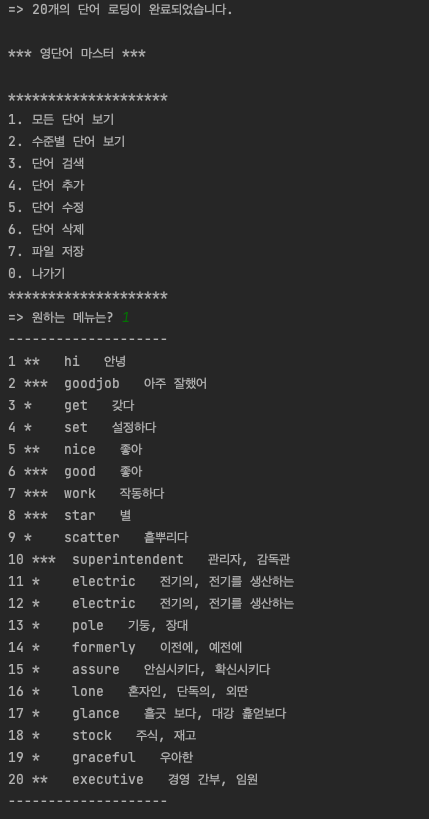 => 20개의 단어 로딩이 완료되었습니다.
*** 영단어 마스터 ***
********************
1. 모든 단어 보기
2. 수준별 단어 보기
3. 단어 검색
4. 단어 추가
5. 단어 수정
6. 단어 삭제
7. 파일 저장
0. 나가기
********************
=> 원하는 메뉴는? 1
--------------------
1 **   hi   안녕
2 ***  goodjob   아주 잘했어
3 *    get   갖다
4 *    set   설정하다
5 **   nice   좋아
6 ***  good   좋아
7 ***  work   작동하다
8 ***  star   별
9 *    scatter   흩뿌리다
10 ***  superintendent   관리자, 감독관
11 *    electric   전기의, 전기를 생산하는
12 *    electric   전기의, 전기를 생산하는
13 *    pole   기둥, 장대
14 *    formerly   이전에, 예전에
15 *    assure   안심시키다, 확신시키다
16 *    lone   혼자인, 단독의, 외딴
17 *    glance   흘긋 보다, 대강 훑얻보다
18 *    stock   주식, 재고
19 *    graceful   우아한
20 **   executive   경영 간부, 임원
--------------------